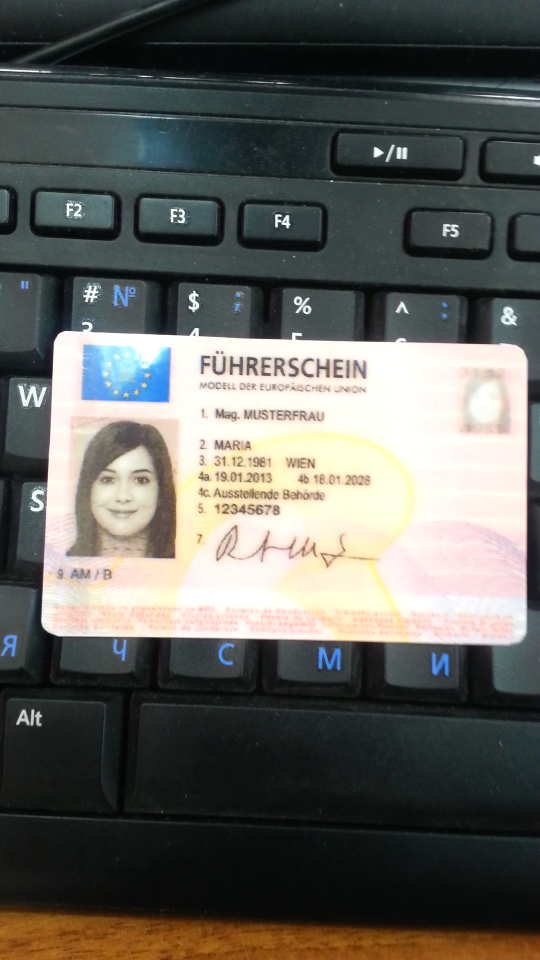 ▶/II
F2 F3 F4 F5
" # № $ % ^ : &
3 4
W
FÜHRERSCHEIN
MODELL DER EUROPÄISCHEN UNION
1. Mag. MUSTERFRAU
2. MARIA
3. 31.12.1981 WIEN
4a. 19.01.2013 4b 18.01.2028
4c. Ausstellende Behörde
5. 12345678
7.
9. AM / B
S
Я Ч С М И
Alt